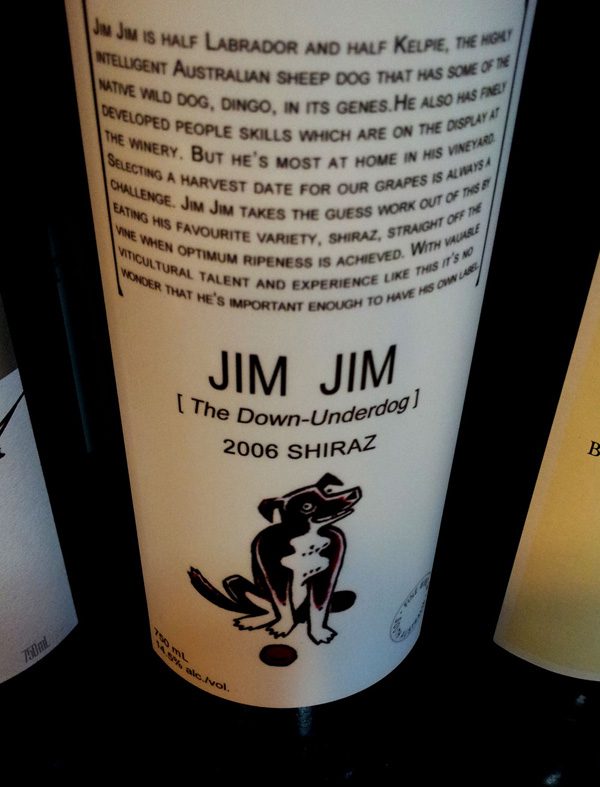 JIM JIM IS HALF LABRADOR AND HALF KELPIE, THE HIGHLY
INTELLIGENT AUSTRALIAN SHEEP DOG THAT HAS SOME OF THE
NATIVE WILD DOG, DINGO, IN ITS GENES.HE ALSO HAS FINELY
DEVELOPED PEOPLE SKILLS WHICH ARE ON THE DISPLAY AT
THE WINERY. BUT HE'S MOST AT HOME IN HIS VINEYARD.
SELECTING A HARVEST DATE FOR OUR GRAPES IS ALWAYS A
CHALLENGE. JIM JIM TAKES THE GUESS WORK OUT OF THIS BY
EATING HIS FAVOURITE VARIETY, SHIRAZ, STRAIGHT OFF THE
VINE WHEN OPTIMUM RIPENESS IS ACHIEVED. WITH VALUABLE
VITICULTURAL TALENT AND EXPERIENCE LIKE THIS IT'S NO
WONDER THAT HE'S IMPORTANT ENOUGH TO HAVE HIS OWN LABEL.
JIM JIM
[ The Down-Underdog ]
2006 SHIRAZ
750 mL
14.5% alc./vol.
750mL
B